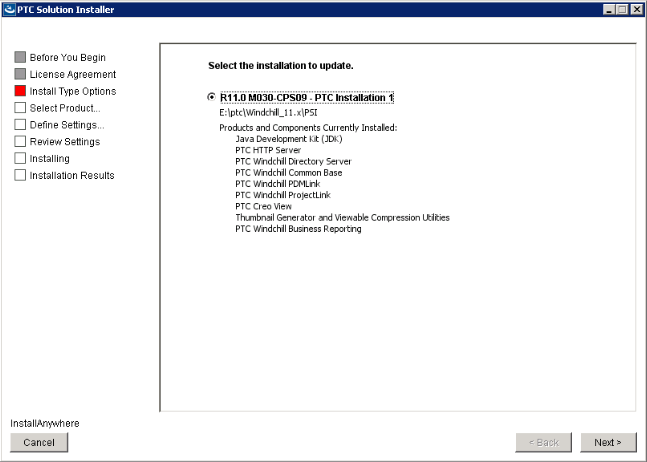 PTC Solution Installer
Before You Begin
License Agreement
Install Type Options
Select Product...
Define Settings...
Review Settings
Installing
Installation Results
Select the installation to update.
R11.0 M030-CPS09 - PTC Installation 1
E:\ptc\Windchill_11.x\PSI
Products and Components Currently Installed:
Java Development Kit (JDK)
PTC HTTP Server
PTC Windchill Directory Server
PTC Windchill Common Base
PTC Windchill PDMLink
PTC Windchill ProjectLink
PTC Creo View
Thumbnail Generator and Viewable Compression Utilities
PTC Windchill Business Reporting
InstallAnywhere
Cancel
< Back
Next >